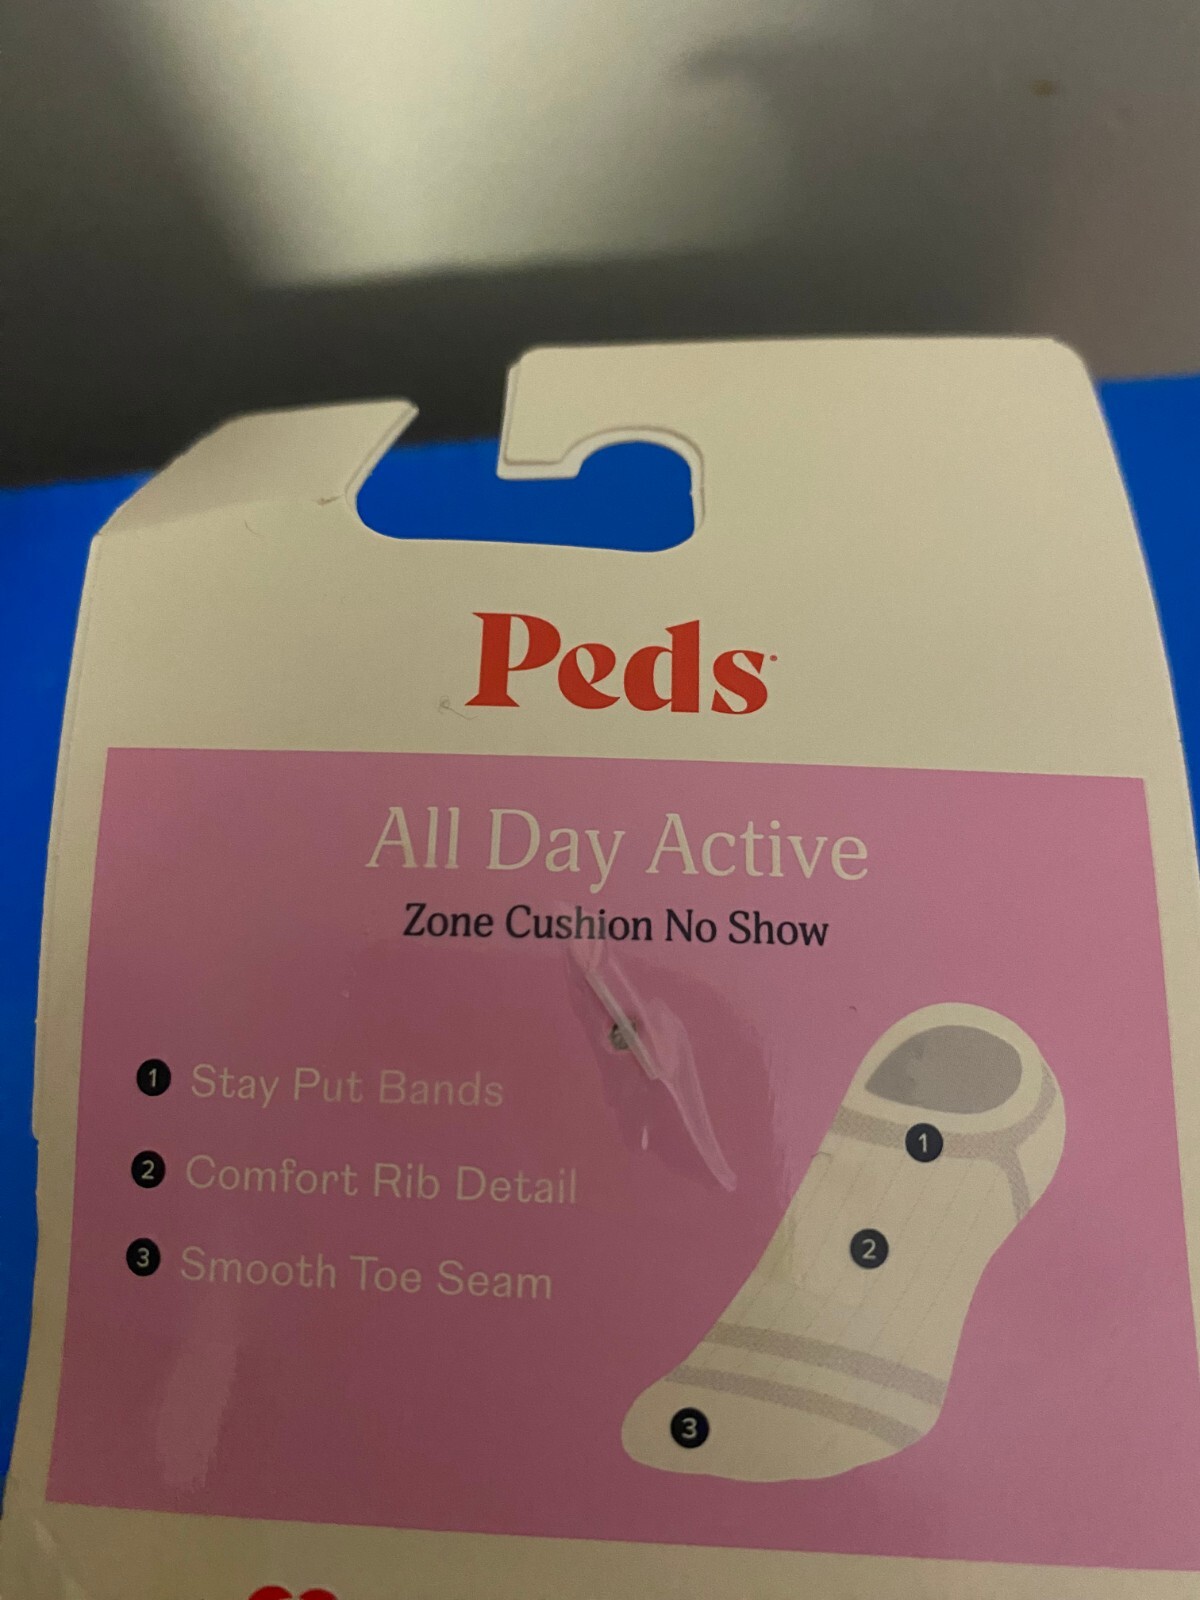 Peds
All Day Active
Zone Cushion No Show
1 Stay Put Bands
2 Comfort Rib Detail
3 Smooth Toe Seam
1
2
3